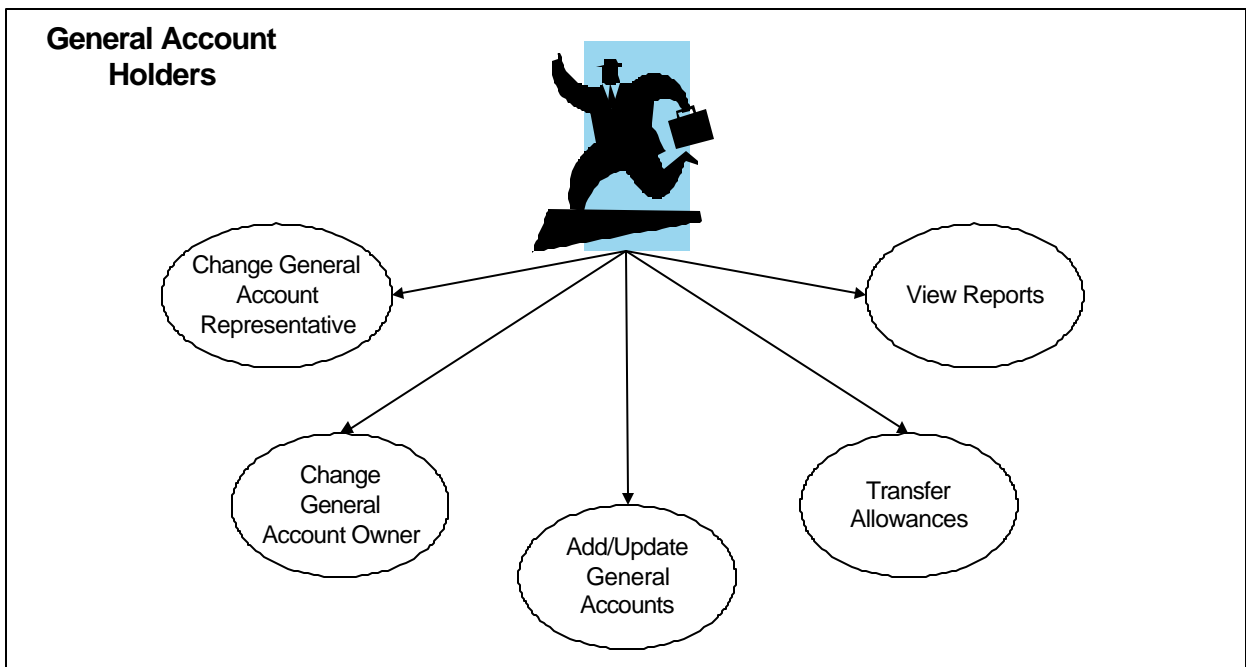 General Account
Holders
Change General
Account
Representative
View Reports
Change
General
Account Owner
Transfer
Allowances
Add/Update
General
Accounts